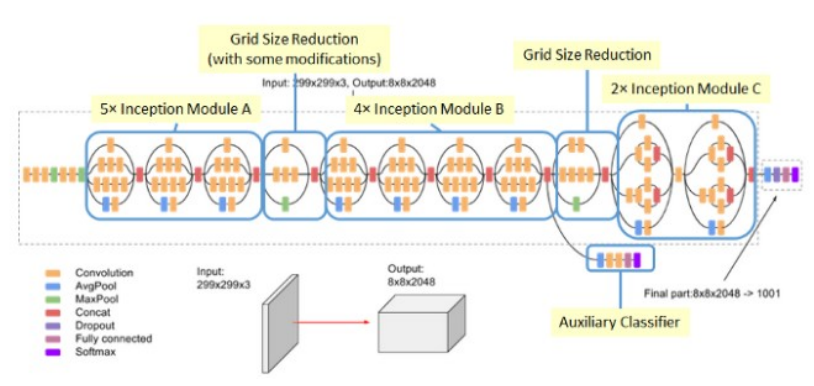 Grid Size Reduction
(with some modifications)
Grid Size Reduction
Input: 299x299x3, Output:8x8x2048
2× Inception Module C
5× Inception Module A
4× Inception Module B
Convolution
AvgPool
MaxPool
Concat
Dropout
Fully connected
Softmax
Input:
299x299x3
Output:
8x8x2048
Final part:8x8x2048 -> 1001
Auxiliary Classifier